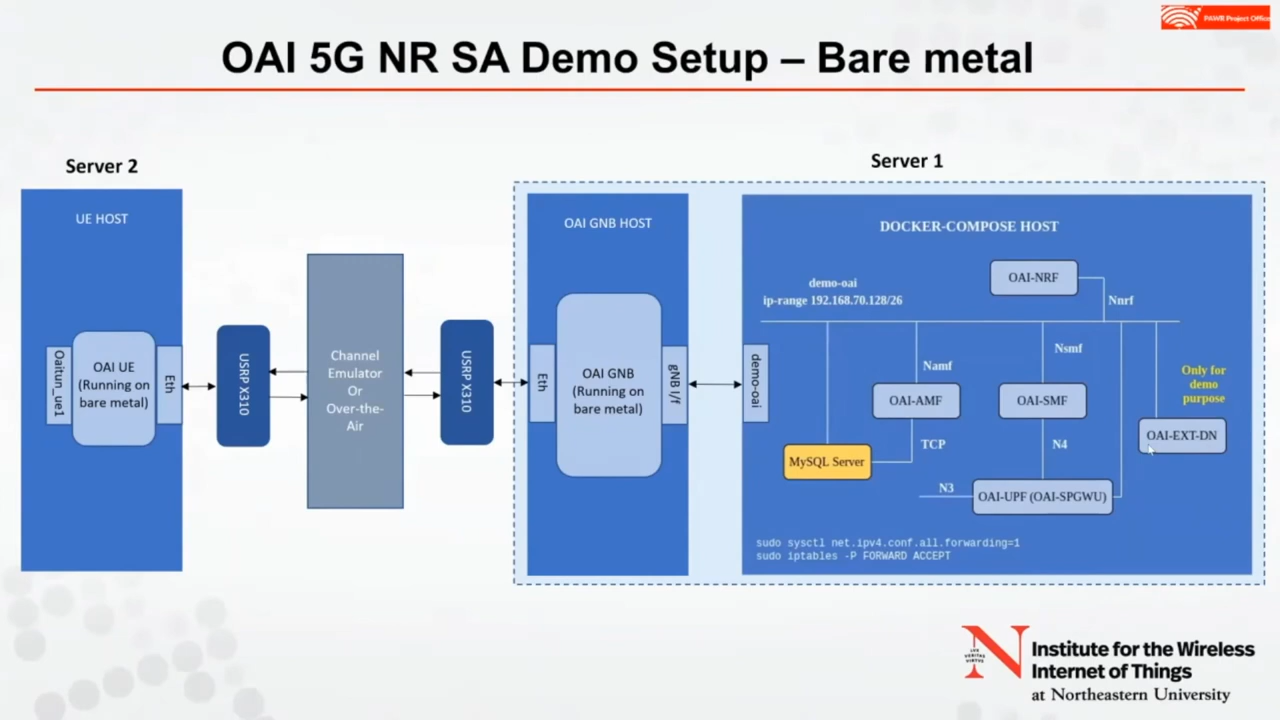 PAWR Project Office
OAI 5G NR SA Demo Setup – Bare metal
Server 2
Server 1
UE HOST
Oaitun_ue1
OAI UE
(Running on
bare metal)
Eth
USRP X310
Channel
Emulator
Or
Over-the-
Air
USRP X310
OAI GNB HOST
Eth
OAI GNB
(Running on
bare metal)
gNB I/f
demo-oai
DOCKER-COMPOSE HOST
demo-oai
ip-range 192.168.70.128/26
OAI-NRF
Nnrf
Namf
Nsmf
Only for
demo
purpose
OAI-AMF
OAI-SMF
OAI-EXT-DN
TCP
N4
MySQL Server
N3
OAI-UPF (OAI-SPGWU)
sudo sysctl net.ipv4.conf.all.forwarding=1
sudo iptables -P FORWARD ACCEPT
N
Institute for the Wireless
Internet of Things
at Northeastern University